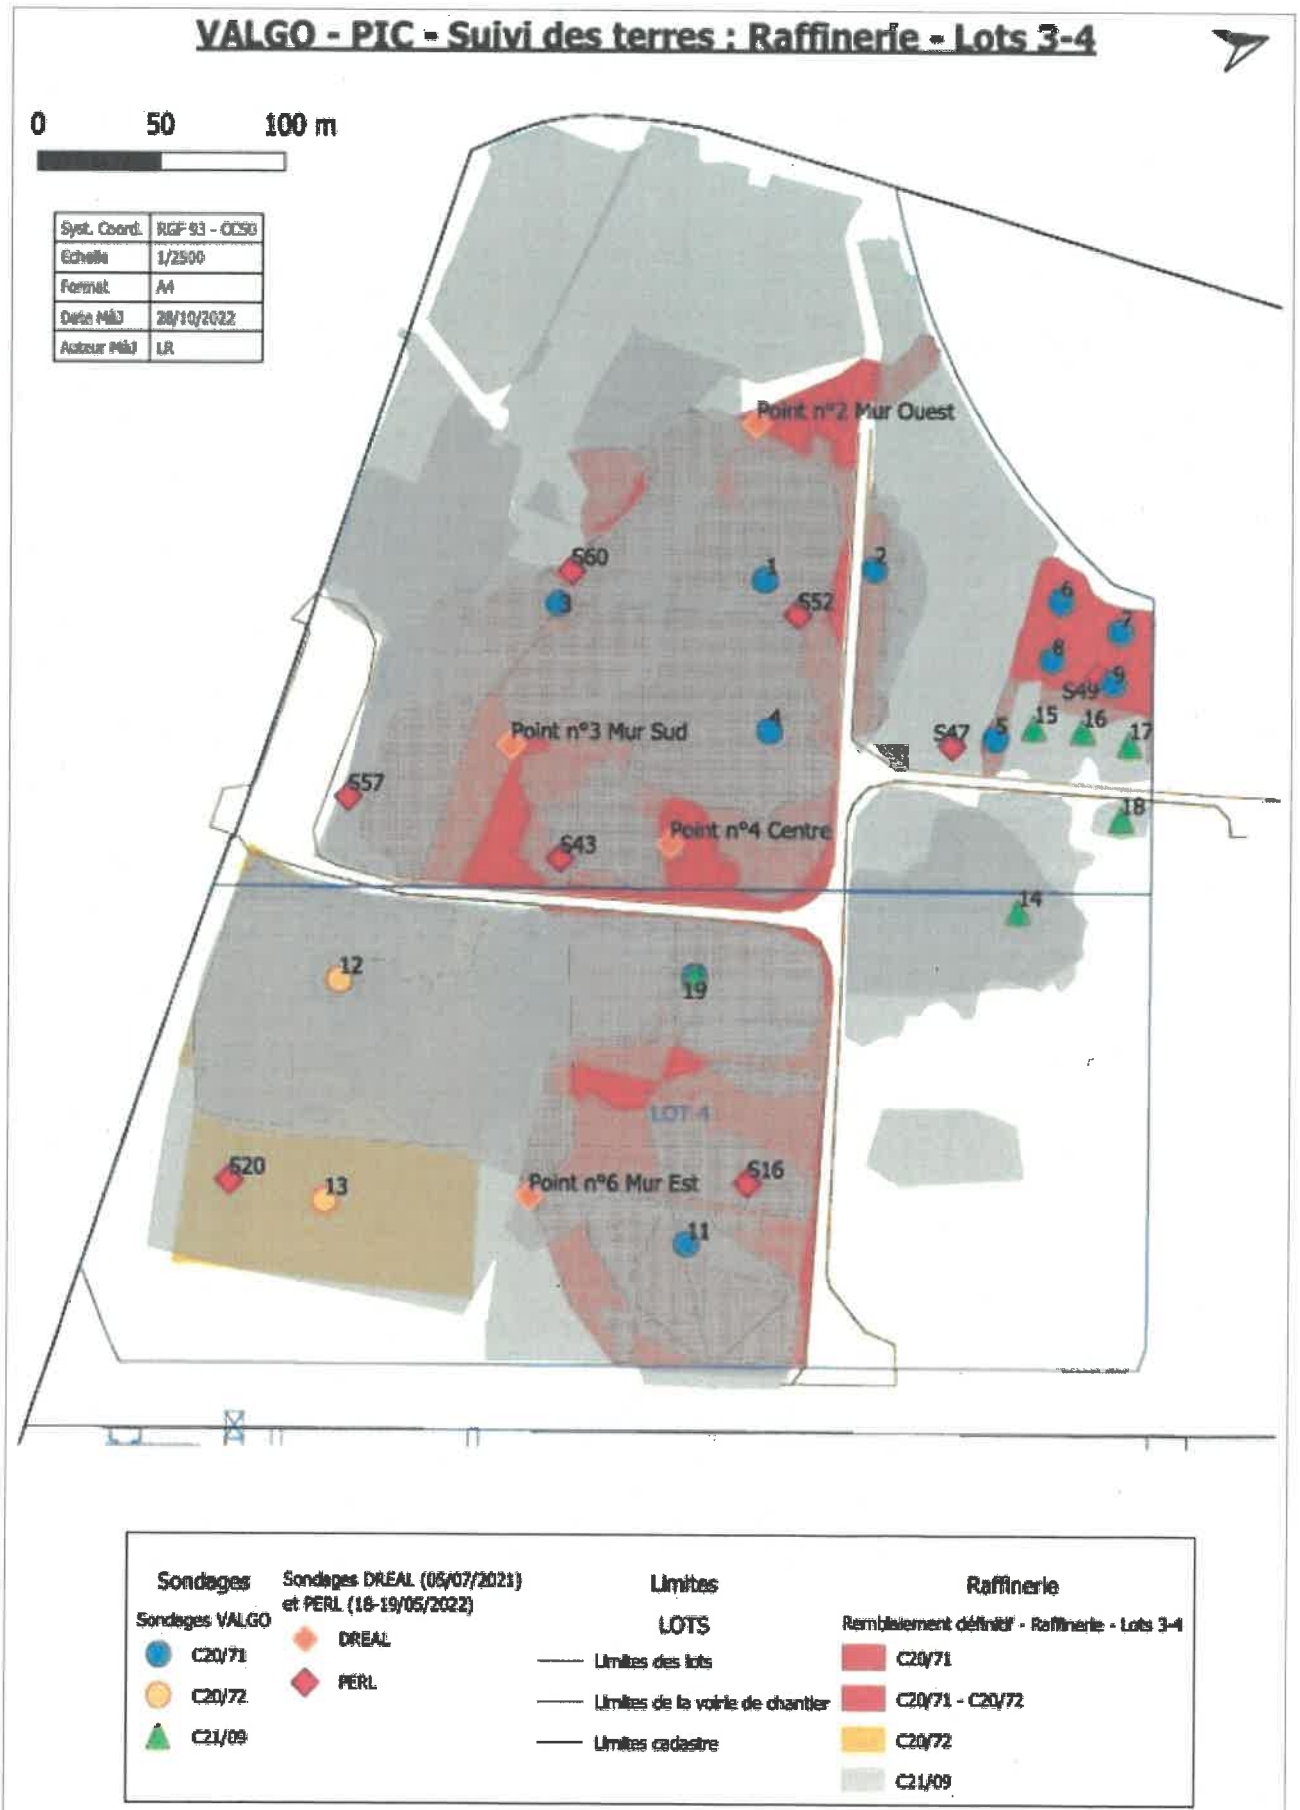 VALGO - PIC - Suivi des terres : Raffinerie - Lots 3-4
0 50 100 m
Syst. Coord. RGF 93 - CC50
Echelle 1/2500
Format A4
Date MàJ 28/10/2022
Auteur MàJ LR
Point n°2 Mur Ouest
S60
1
2
3
S52
6
7
8
9
S49
4
Point n°3 Mur Sud
S47
5
15
16
17
S57
18
Point n°4 Centre
S43
14
12
19
LOT 4
S20
13
Point n°6 Mur Est
S16
11
Sondages
Sondages VALGO
C20/71
C20/72
C21/09
Sondages DREAL (05/07/2021)
et PERL (18-19/05/2022)
DREAL
PERL
Limites
LOTS
Limites des lots
Limites de la voirie de chantier
Limites cadastre
Raffinerie
Remblaiement définitif - Raffinerie - Lots 3-4
C20/71
C20/71 - C20/72
C20/72
C21/09